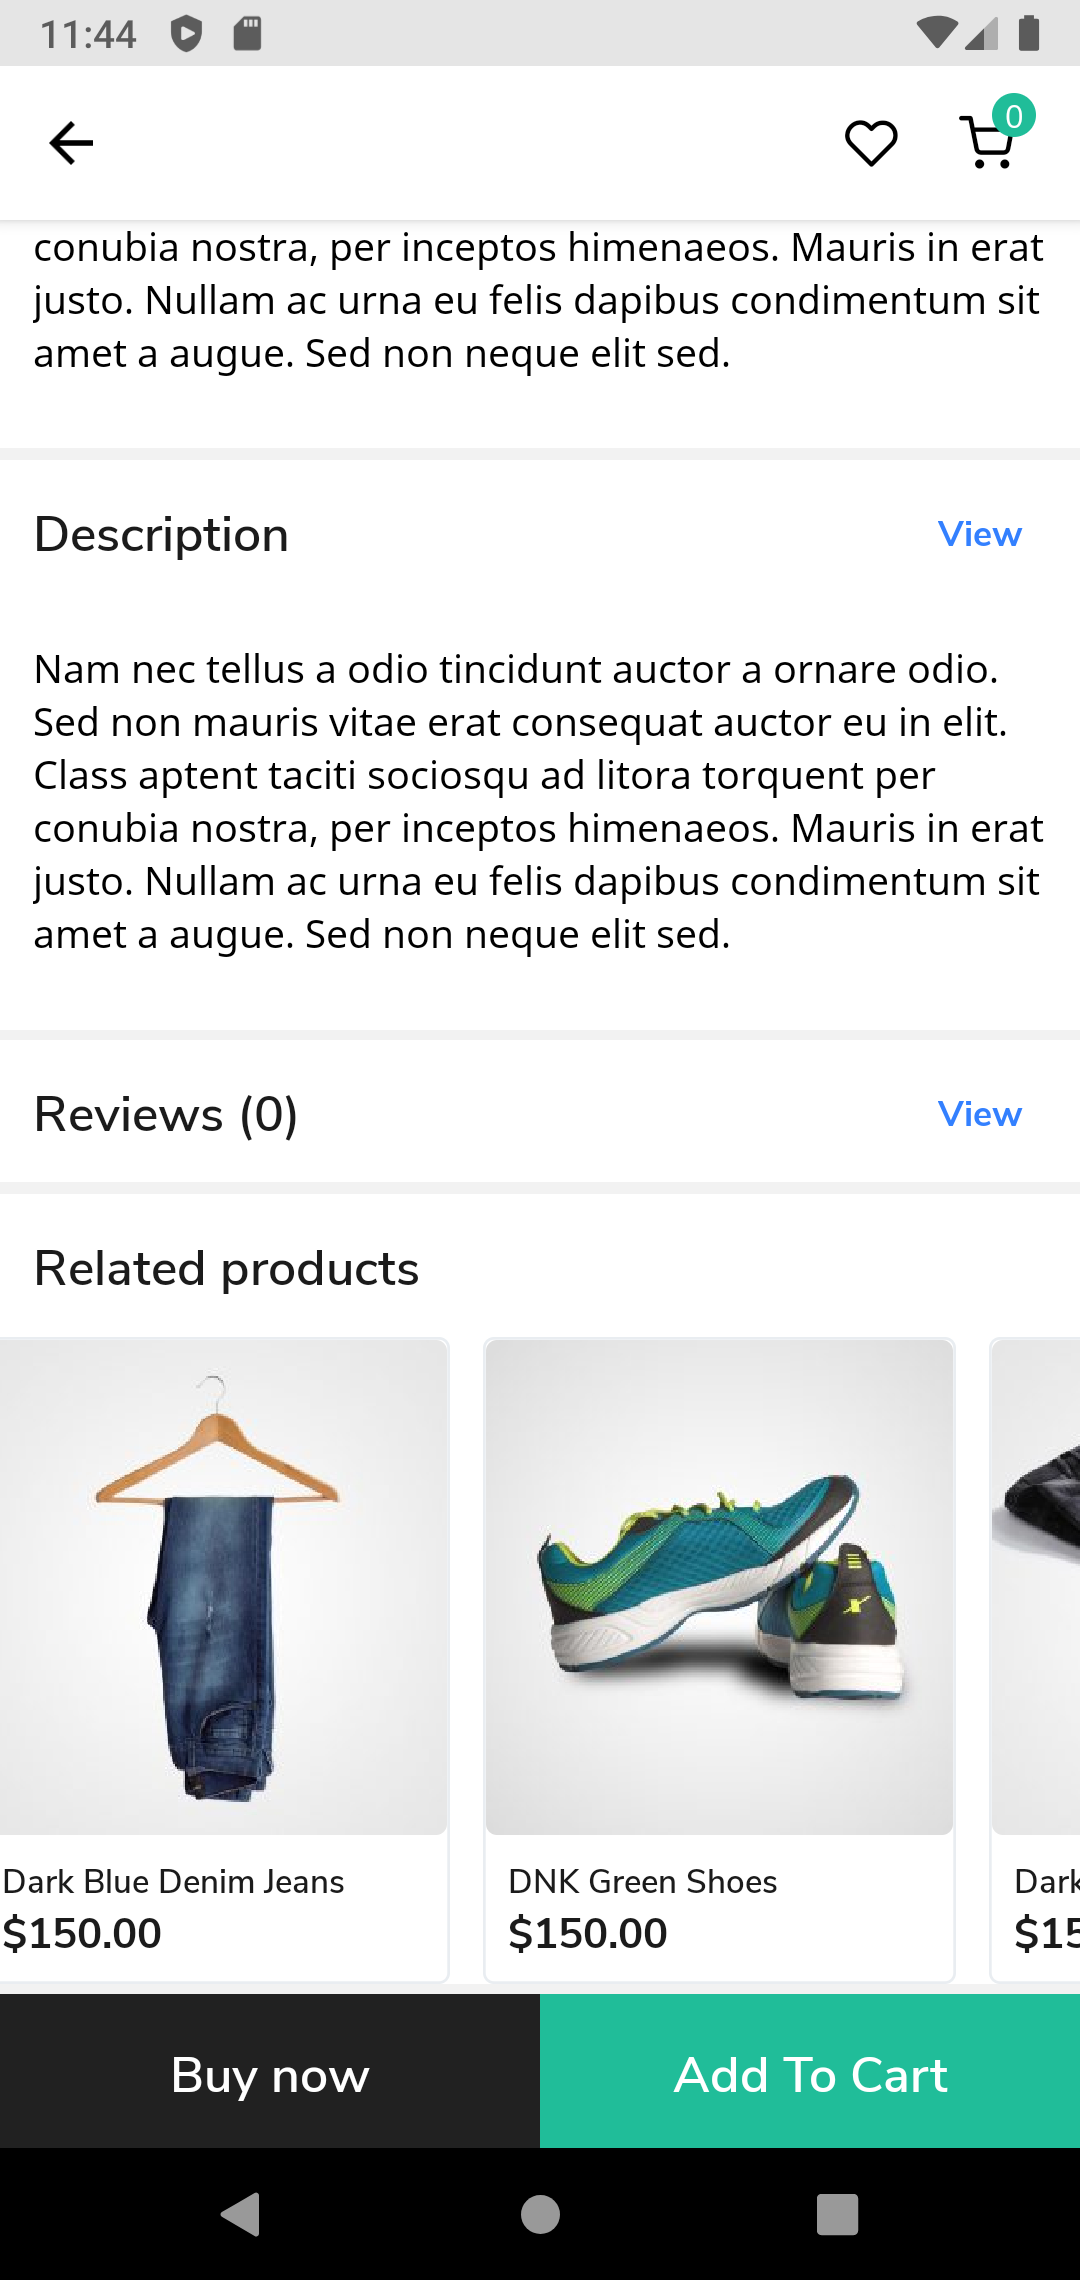 11:44
0
conubia nostra, per inceptos himenaeos. Mauris in erat
justo. Nullam ac urna eu felis dapibus condimentum sit
amet a augue. Sed non neque elit sed.
Description
View
Nam nec tellus a odio tincidunt auctor a ornare odio.
Sed non mauris vitae erat consequat auctor eu in elit.
Class aptent taciti sociosqu ad litora torquent per
conubia nostra, per inceptos himenaeos. Mauris in erat
justo. Nullam ac urna eu felis dapibus condimentum sit
amet a augue. Sed non neque elit sed.
Reviews (0)
View
Related products
Dark Blue Denim Jeans
$150.00
DNK Green Shoes
$150.00
Dark
$15
Buy now
Add To Cart